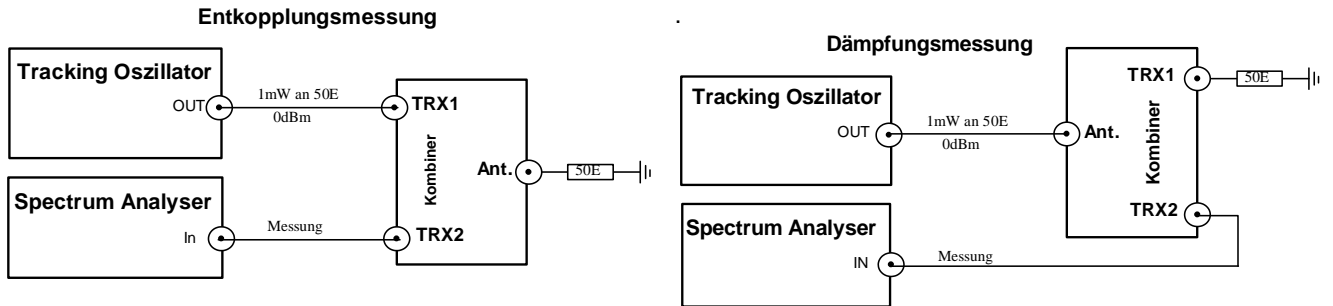 Entkopplungsmessung
Tracking Oszillator
OUT
1mW an 50E
0dBm
TRX1
Kombiner
Ant.
50E
Spectrum Analyser
In
Messung
TRX2
.
Dämpfungsmessung
Tracking Oszillator
OUT
1mW an 50E
0dBm
TRX1
50E
Ant.
Kombiner
TRX2
Spectrum Analyser
IN
Messung